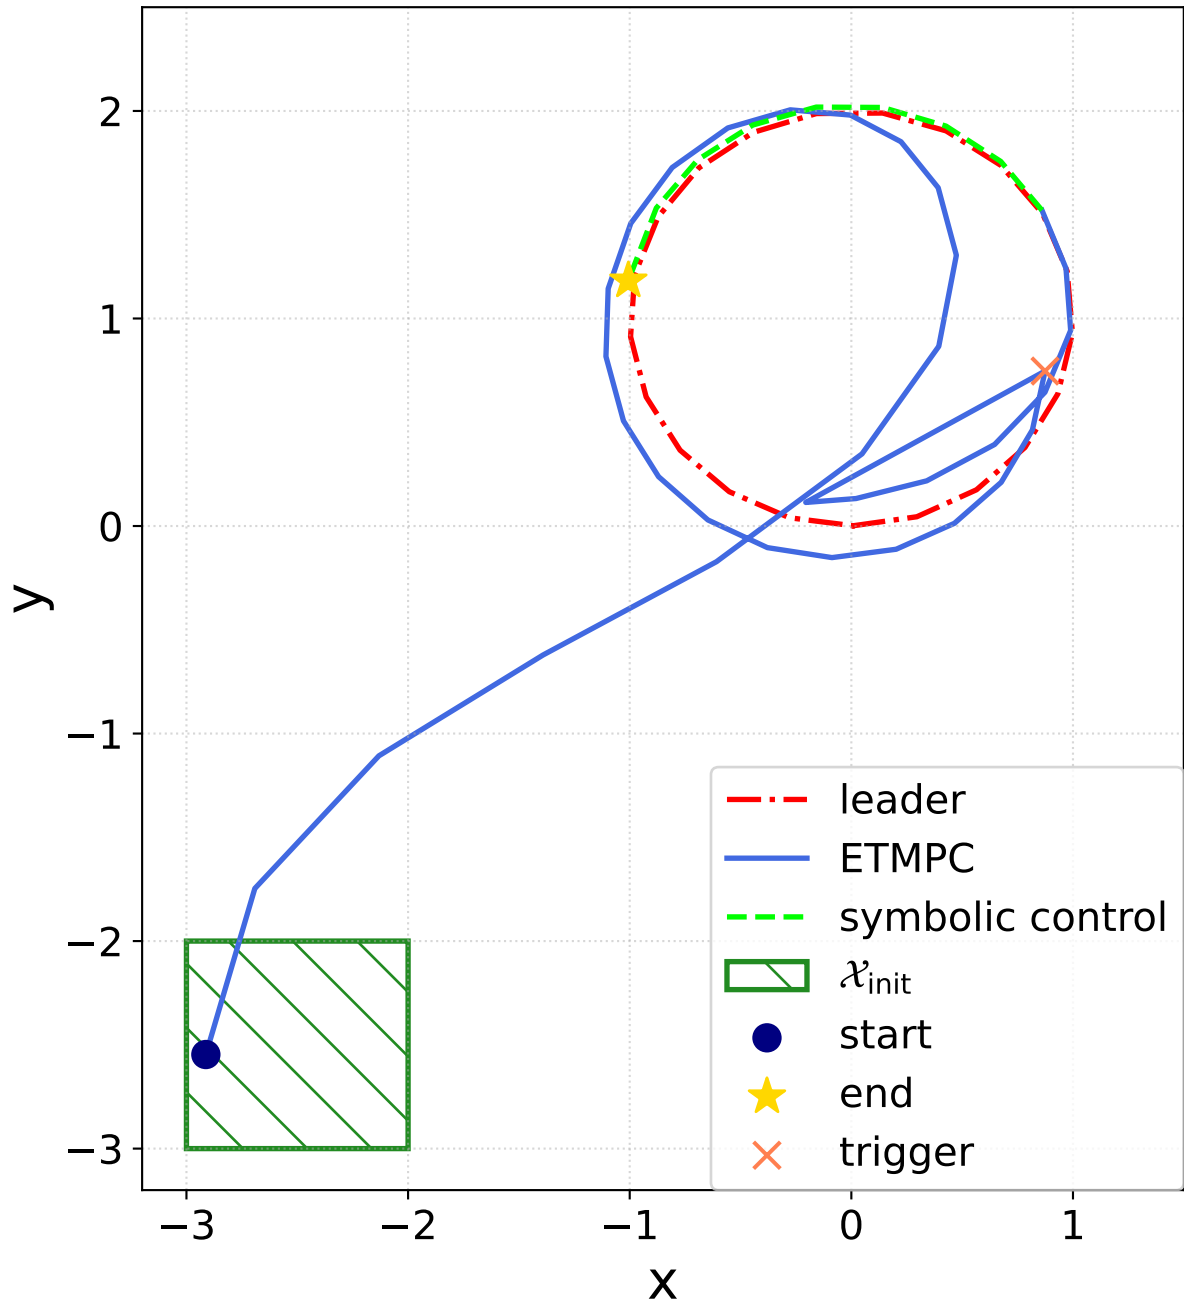 2
1
0
−1
−2
−3
y
leader
ETMPC
symbolic control
𝒳init
start
end
trigger
−3 −2 −1 0 1
x